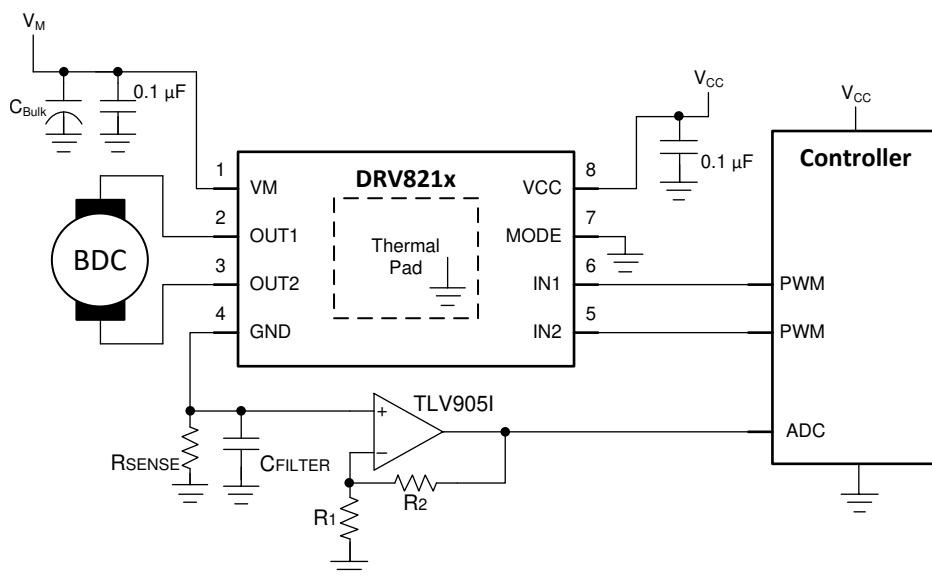 VM
CBulk
0.1 µF
VCC
0.1 µF
VCC
Controller
DRV821x
1
VM
2
OUT1
3
OUT2
4
GND
Thermal
Pad
8
VCC
7
MODE
6
IN1
5
IN2
BDC
PWM
PWM
ADC
TLV905I
RSENSE
CFILTER
R2
R1
+
−